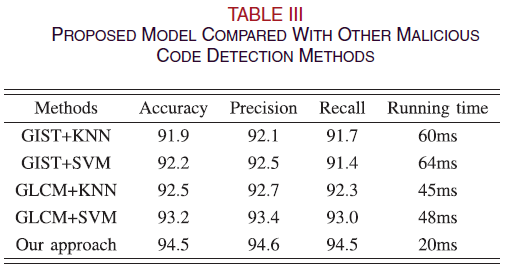 TABLE III
PROPOSED MODEL COMPARED WITH OTHER MALICIOUS
CODE DETECTION METHODS
Methods Accuracy Precision Recall Running time
GIST+KNN 91.9 92.1 91.7 60ms
GIST+SVM 92.2 92.5 91.4 64ms
GLCM+KNN 92.5 92.7 92.3 45ms
GLCM+SVM 93.2 93.4 93.0 48ms
Our approach 94.5 94.6 94.5 20ms